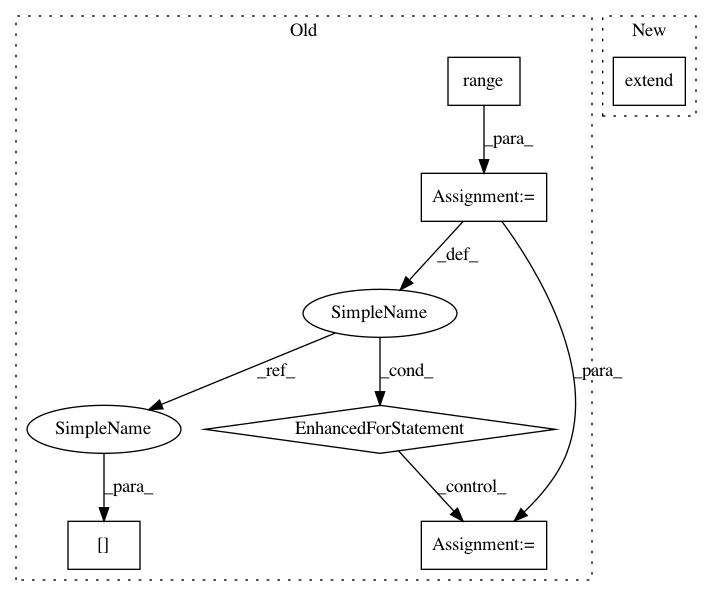 Old
New
range
extend
_para_
Assignment:=
_def_
SimpleName
_para_
_ref_
_cond_
SimpleName
EnhancedForStatement
_para_
_control_
[]
Assignment:=